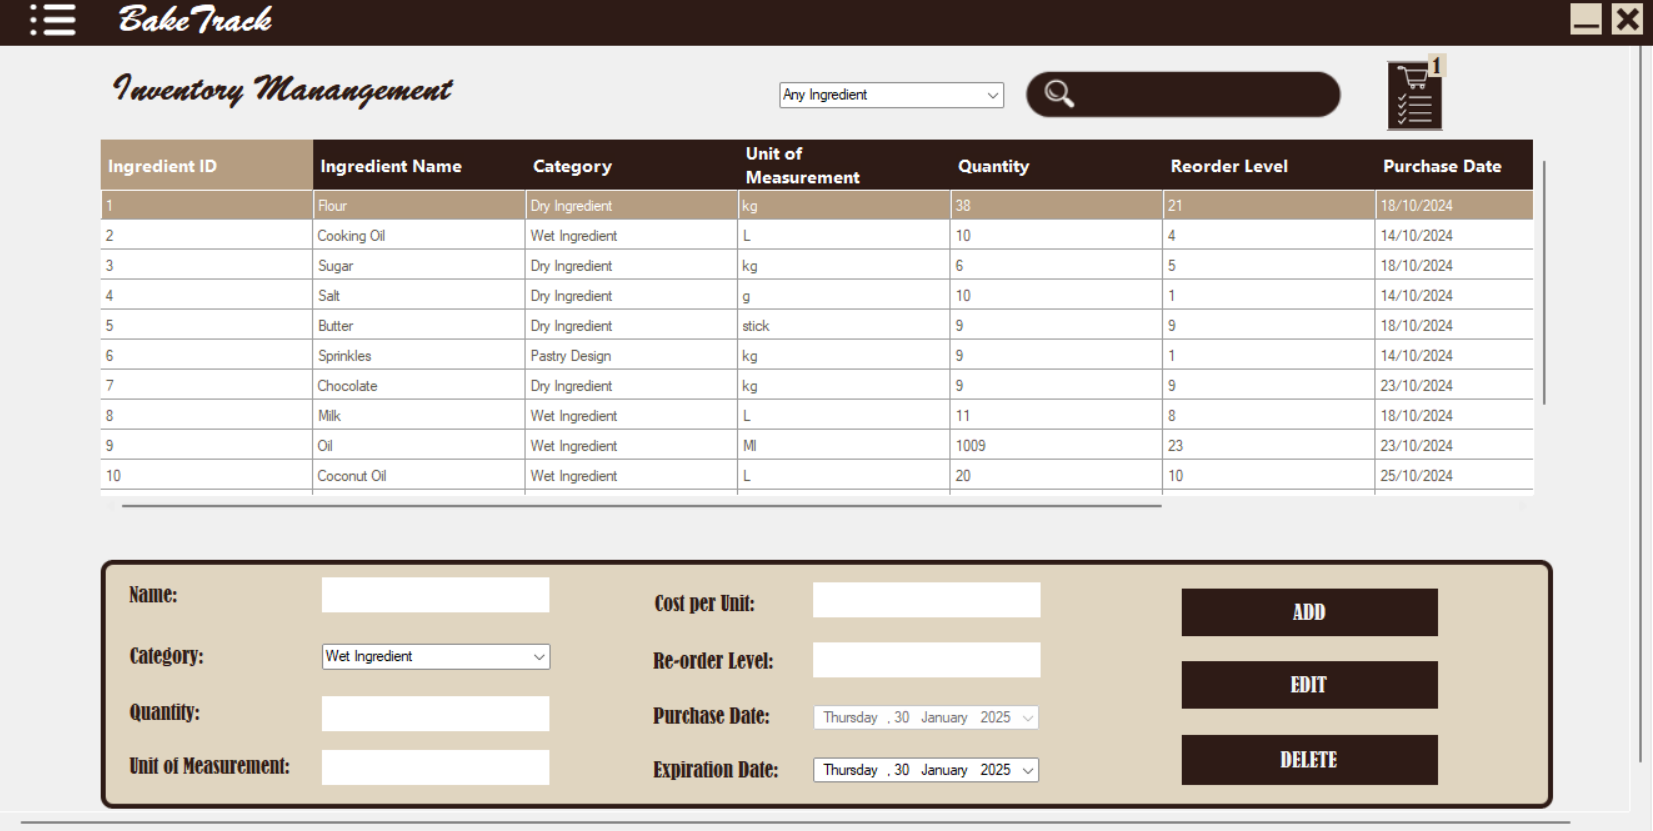 BakeTrack
Inventory Manangement
Any Ingredient
1
Ingredient ID Ingredient Name Category Unit of Measurement Quantity Reorder Level Purchase Date
1 Flour Dry Ingredient kg 38 21 18/10/2024
2 Cooking Oil Wet Ingredient L 10 4 14/10/2024
3 Sugar Dry Ingredient kg 6 5 18/10/2024
4 Salt Dry Ingredient g 10 1 14/10/2024
5 Butter Dry Ingredient stick 9 9 18/10/2024
6 Sprinkles Pastry Design kg 9 1 14/10/2024
7 Chocolate Dry Ingredient kg 9 9 23/10/2024
8 Milk Wet Ingredient L 11 8 18/10/2024
9 Oil Wet Ingredient Ml 1009 23 23/10/2024
10 Coconut Oil Wet Ingredient L 20 10 25/10/2024
Name:
Category: Wet Ingredient
Quantity:
Unit of Measurement:
Cost per Unit:
Re-order Level:
Purchase Date: Thursday , 30 January 2025
Expiration Date: Thursday , 30 January 2025
ADD
EDIT
DELETE